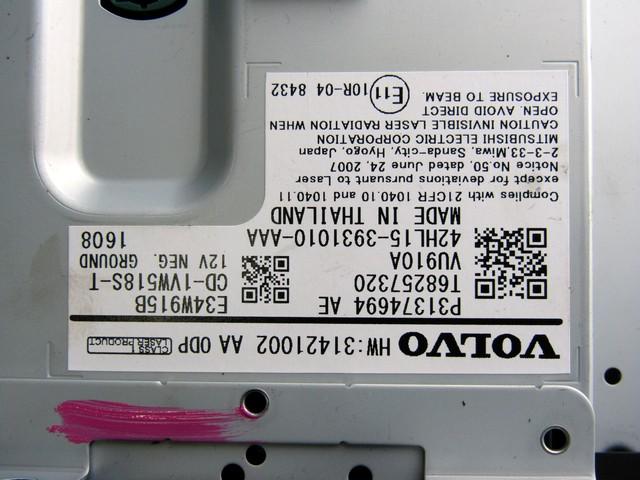 VOLVO HW:31421002 AA ODP
CLASS 1
LASER PRODUCT
P31374694 AE E34W915B
T68257320 CD-1VW518S-T
VU910A 12V NEG. GROUND
42HL15-3931010-AAA 1608
MADE IN THAILAND
Complies with 21CFR 1040.10 and 1040.11
except for deviations pursuant to Laser
Notice No.50 dated June 24, 2007
2-3-33,Miwa, Sanda-city, Hyogo, Japan
MITSUBISHI ELECTRIC CORPORATION
CAUTION INVISIBLE LASER RADIATION WHEN
OPEN. AVOID DIRECT
EXPOSURE TO BEAM.
E11 10R-04 8432